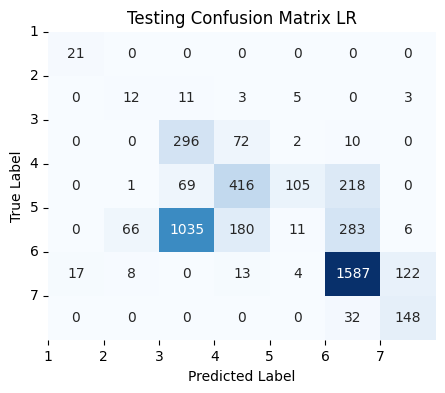 Testing Confusion Matrix LR
1
21 0 0 0 0 0 0
2
0 12 11 3 5 0 3
3
0 0 296 72 2 10 0
4
0 1 69 416 105 218 0
5
0 66 1035 180 11 283 6
6
17 8 0 13 4 1587 122
7
0 0 0 0 0 32 148
1 2 3 4 5 6 7
True Label
Predicted Label